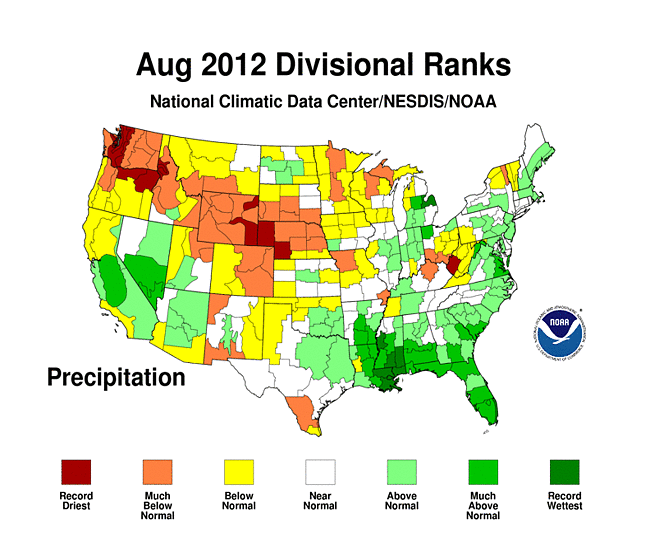 Aug 2012 Divisional Ranks
National Climatic Data Center/NESDIS/NOAA
NOAA
Precipitation
Record
Driest
Much
Below
Normal
Below
Normal
Near
Normal
Above
Normal
Much
Above
Normal
Record
Wettest